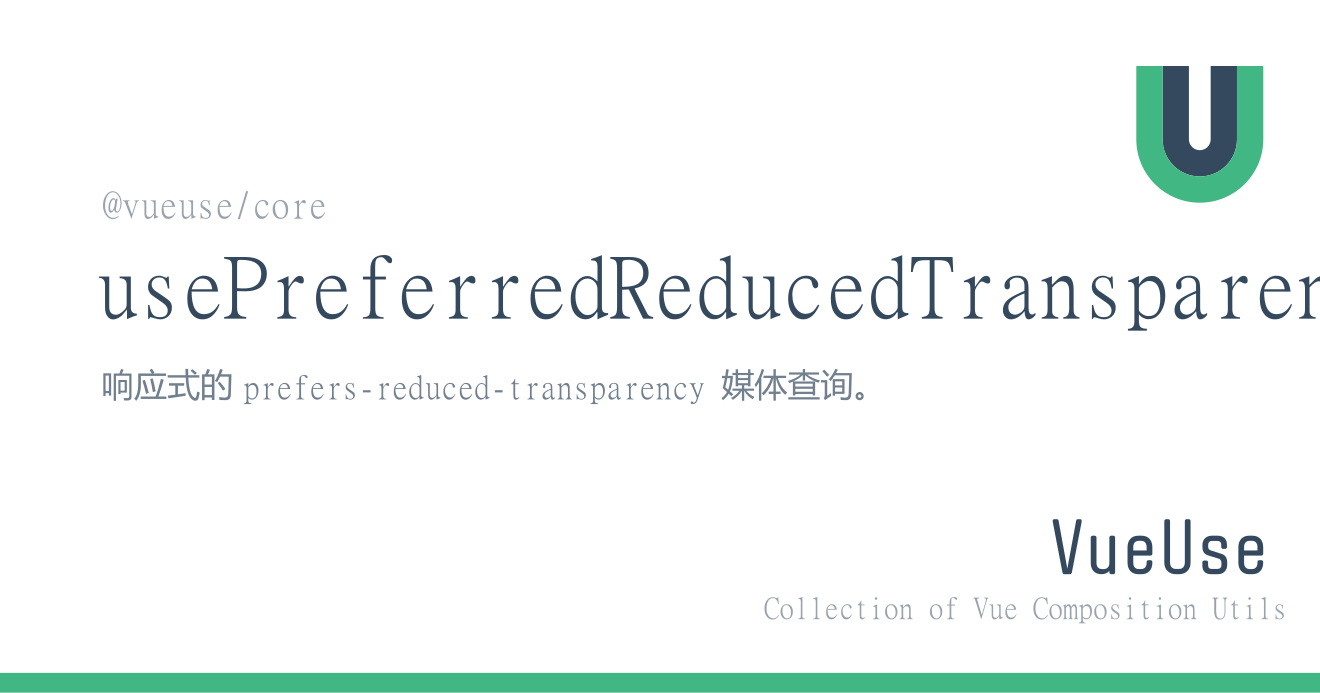 @vueuse/core
usePreferredReducedTransparen
响应式的 prefers-reduced-transparency 媒体查询。
VueUse
Collection of Vue Composition Utils